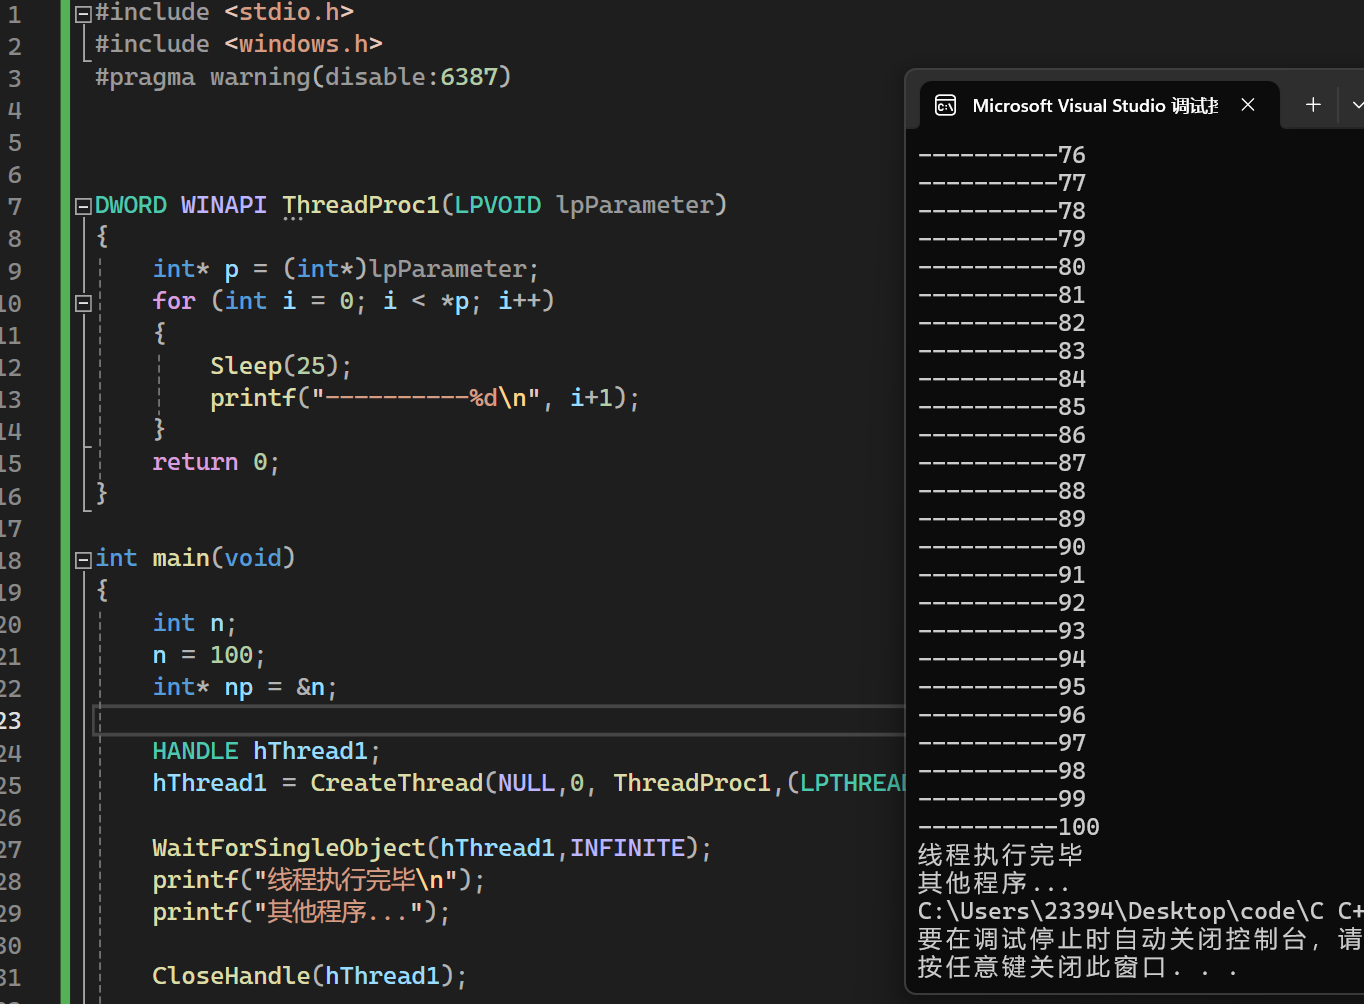 1 #include <stdio.h>
2 #include <windows.h>
3 #pragma warning(disable:6387)
4
5
6
7 DWORD WINAPI ThreadProc1(LPVOID lpParameter)
8 {
9 int* p = (int*)lpParameter;
10 for (int i = 0; i < *p; i++)
11 {
12 Sleep(25);
13 printf("----------%d\n", i+1);
14 }
15 return 0;
16 }
17
18 int main(void)
19 {
20 int n;
21 n = 100;
22 int* np = &n;
23
24 HANDLE hThread1;
25 hThread1 = CreateThread(NULL,0, ThreadProc1,(LPTHREAD
26
27 WaitForSingleObject(hThread1,INFINITE);
28 printf("线程执行完毕\n");
29 printf("其他程序...");
30
31 CloseHandle(hThread1);
Microsoft Visual Studio 调试
----------76
----------77
----------78
----------79
----------80
----------81
----------82
----------83
----------84
----------85
----------86
----------87
----------88
----------89
----------90
----------91
----------92
----------93
----------94
----------95
----------96
----------97
----------98
----------99
----------100
线程执行完毕
其他程序...
C:\Users\23394\Desktop\code\C C+
要在调试停止时自动关闭控制台，请
按任意键关闭此窗口. . .